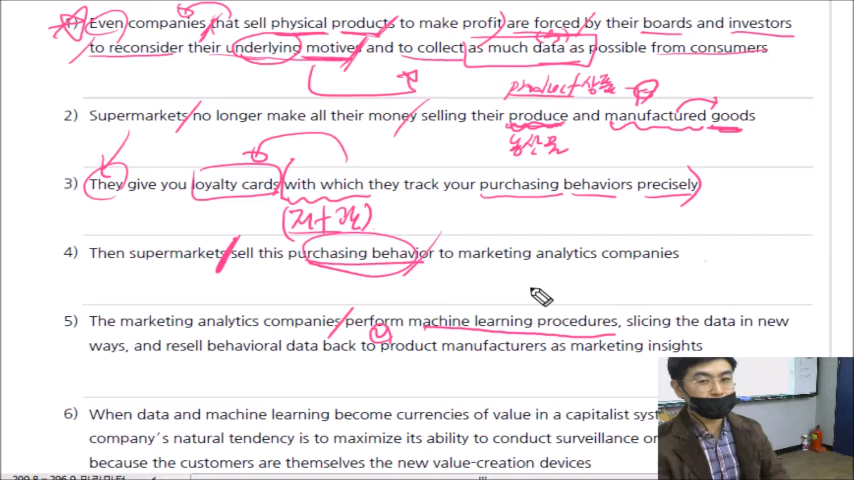 1) Even companies that sell physical products to make profit are forced by their boards and investors
to reconsider their underlying motives and to collect as much data as possible from consumers
product 상품
2) Supermarkets no longer make all their money selling their produce and manufactured goods
농산물
3) They give you loyalty cards with which they track your purchasing behaviors precisely
(전+관)
4) Then supermarkets sell this purchasing behavior to marketing analytics companies
5) The marketing analytics companies perform machine learning procedures, slicing the data in new
ways, and resell behavioral data back to product manufacturers as marketing insights
6) When data and machine learning become currencies of value in a capitalist
company´s natural tendency is to maximize its ability to conduct surveillance
because the customers are themselves the new value-creation devices